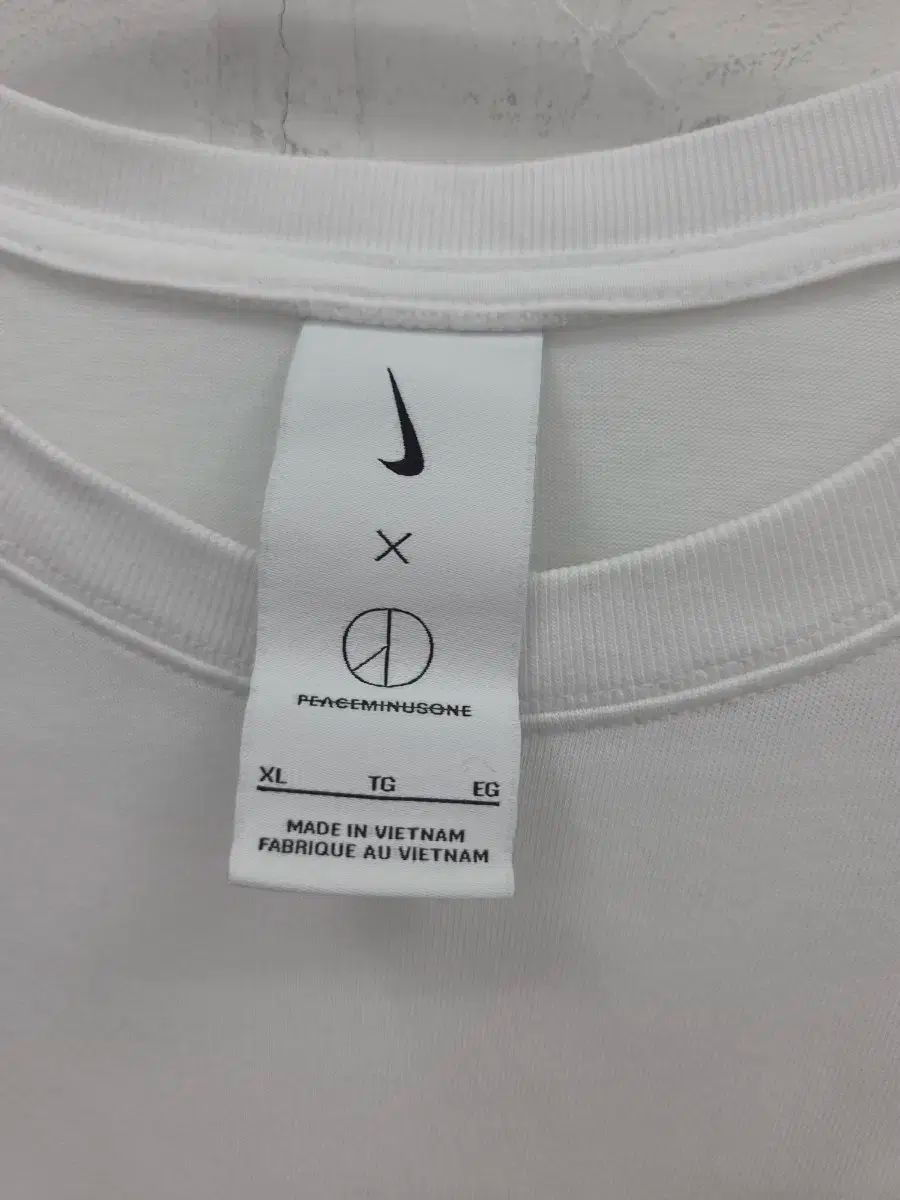 ×
PEACEMINUSONE
XL TG EG
MADE IN VIETNAM
FABRIQUE AU VIETNAM